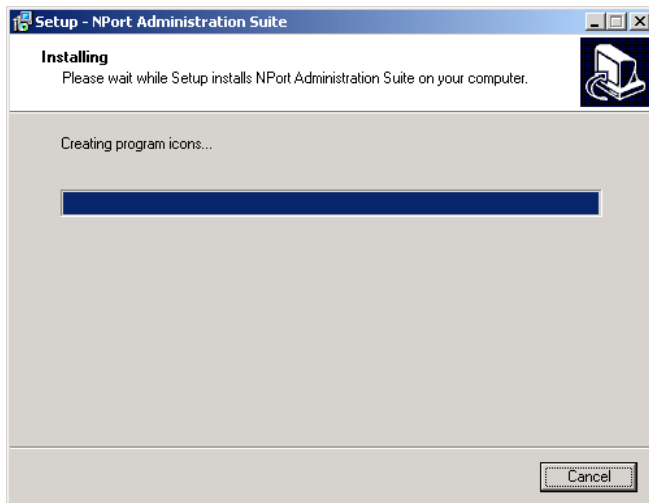 Setup - NPort Administration Suite
Installing
Please wait while Setup installs NPort Administration Suite on your computer.
Creating program icons...
Cancel